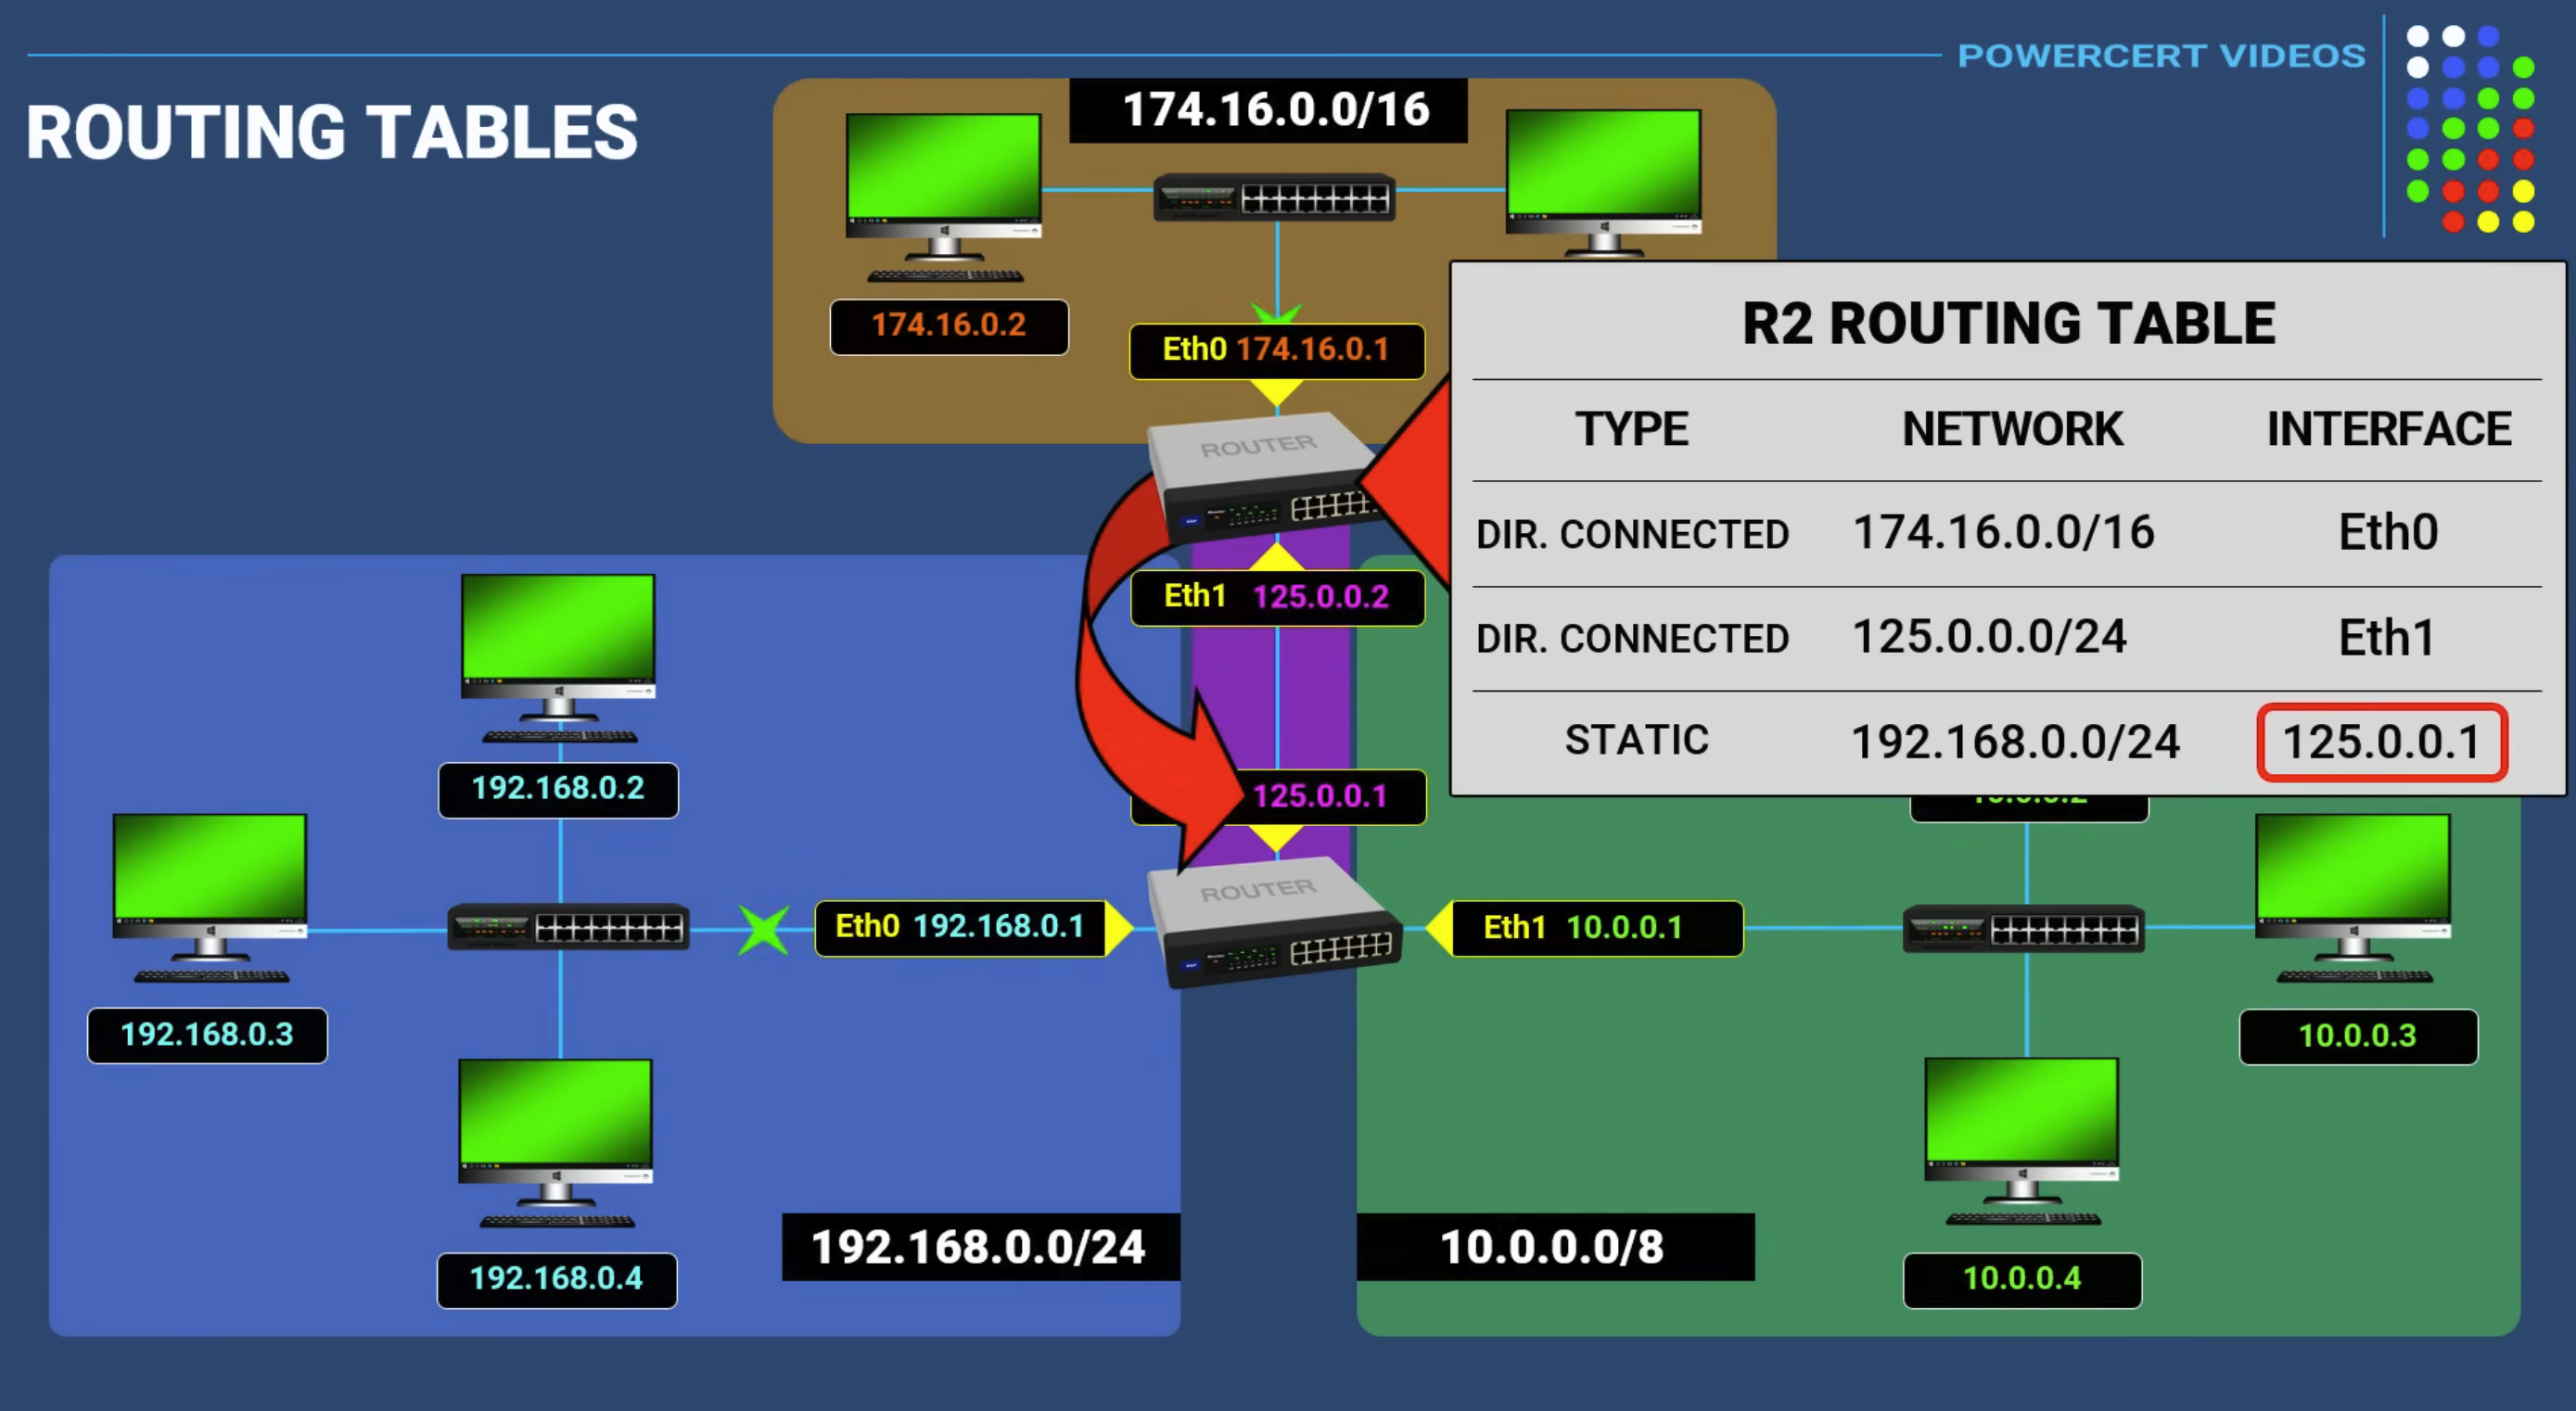 POWERCERT VIDEOS
ROUTING TABLES
174.16.0.0/16
174.16.0.2
Eth0 174.16.0.1
R2 ROUTING TABLE
TYPE NETWORK INTERFACE
DIR. CONNECTED 174.16.0.0/16 Eth0
DIR. CONNECTED 125.0.0.0/24 Eth1
STATIC 192.168.0.0/24 125.0.0.1
ROUTER
Eth1 125.0.0.2
125.0.0.1
ROUTER
192.168.0.2
192.168.0.3
192.168.0.4
Eth0 192.168.0.1
Eth1 10.0.0.1
10.0.0.3
10.0.0.4
192.168.0.0/24
10.0.0.0/8